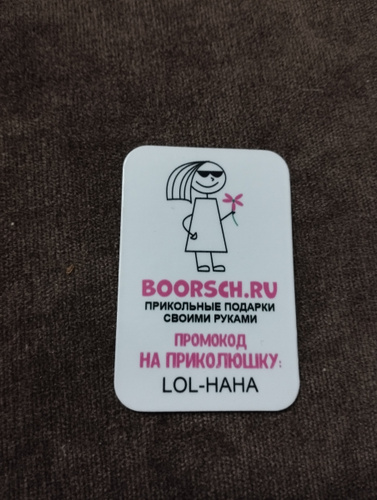 BOORSCH.RU
ПРИКОЛЬНЫЕ ПОДАРКИ
СВОИМИ РУКАМИ
ПРОМОКОД
НА ПРИКОЛЮШКУ:
LOL-HAHA